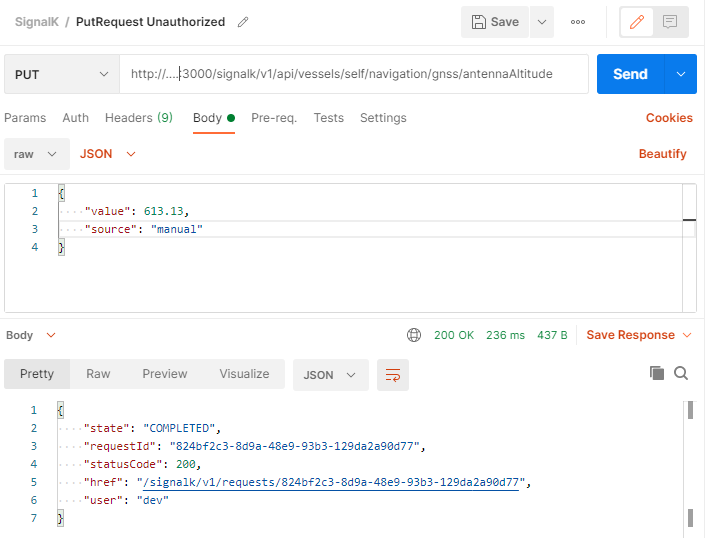 SignalK / PutRequest Unauthorized
Save
PUT
http://....:3000/signalk/v1/api/vessels/self/navigation/gnss/antennaAltitude
Send
Params Auth Headers (9) Body Pre-req. Tests Settings Cookies
raw JSON Beautify
1 {
2 "value": 613.13,
3 "source": "manual"
4 }
Body 200 OK 236 ms 437 B Save Response
Pretty Raw Preview Visualize JSON
1 {
2 "state": "COMPLETED",
3 "requestId": "824bf2c3-8d9a-48e9-93b3-129da2a90d77",
4 "statusCode": 200,
5 "href": "/signalk/v1/requests/824bf2c3-8d9a-48e9-93b3-129da2a90d77",
6 "user": "dev"
7 }